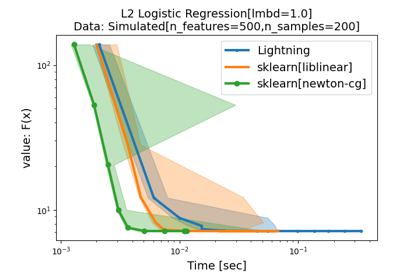 L2 Logistic Regression[lmbd=1.0]
Data: Simulated[n_features=500,n_samples=200]
Lightning
sklearn[liblinear]
sklearn[newton-cg]
value: F(x)
10²
10¹
10⁻³
10⁻²
10⁻¹
Time [sec]